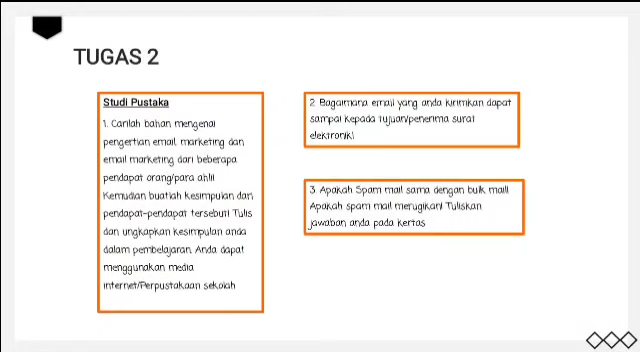 TUGAS 2
Studi Pustaka
1. Carilah bahan mengenai
pengertian email, marketing dan
email marketing dari beberapa
pendapat orang/para ahli!
Kemudian buatlah kesimpulan dari
pendapat-pendapat tersebut! Tulis
dan ungkapkan kesimpulan anda
dalam pembelajaran. Anda dapat
menggunakan media
internet/Perpustakaan sekolah
2. Bagaimana email yang anda kirimkan dapat
sampai kepada tujuan/penerima surat
elektronik!
3. Apakah Spam mail sama dengan bulk mail!
Apakah spam mail merugikan! Tuliskan
jawaban anda pada kertas